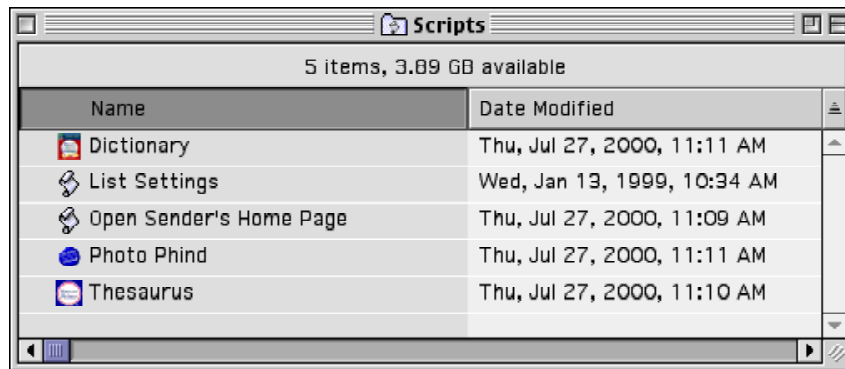 Scripts
5 items, 3.89 GB available
Name Date Modified
Dictionary Thu, Jul 27, 2000, 11:11 AM
List Settings Wed, Jan 13, 1999, 10:34 AM
Open Sender's Home Page Thu, Jul 27, 2000, 11:09 AM
Photo Phind Thu, Jul 27, 2000, 11:11 AM
Thesaurus Thu, Jul 27, 2000, 11:10 AM